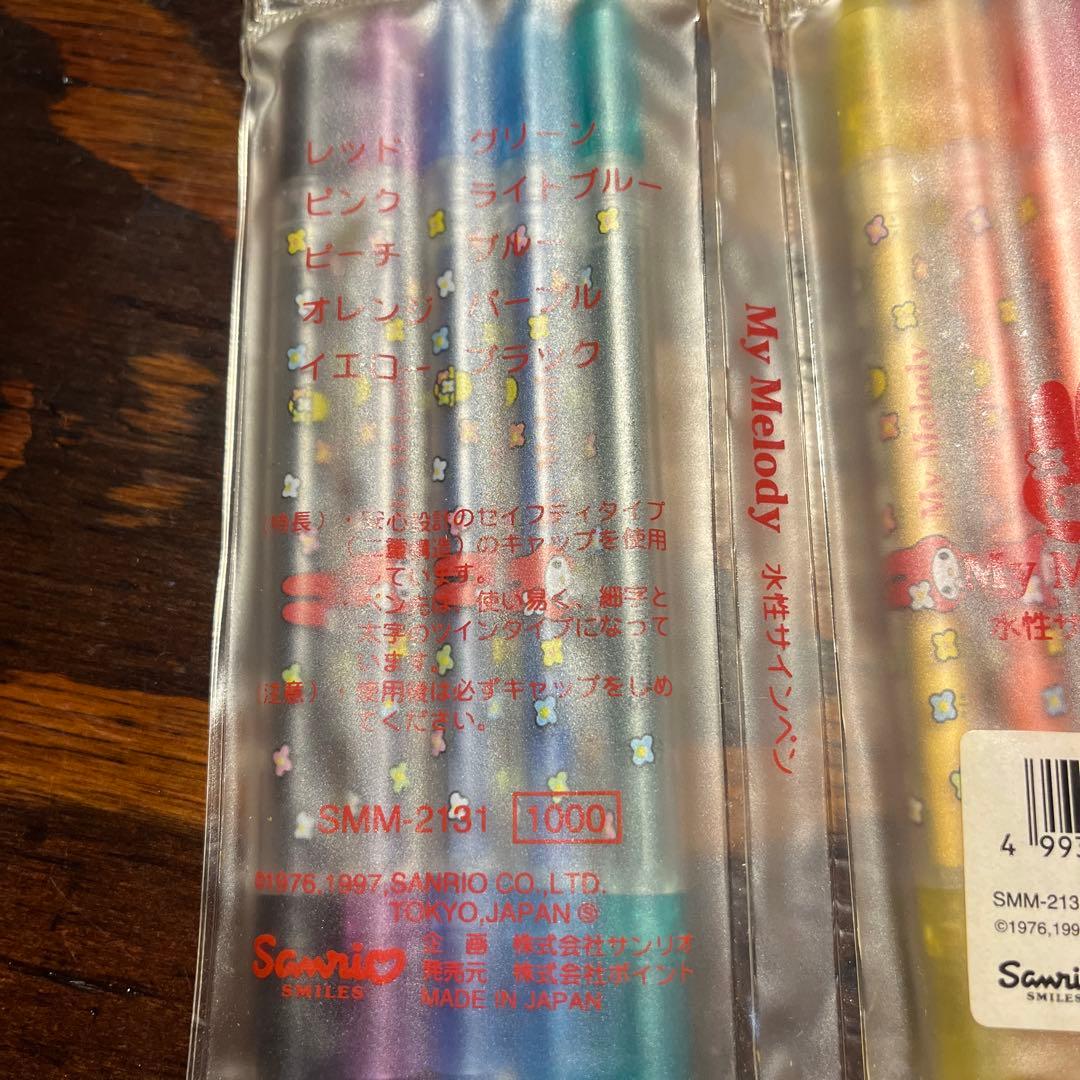 レッド グリーン
ピンク ライトブルー
ピーチ ブルー
オレンジ パープル
イエロー ブラック
(特長)・安心設計のセイフティタイプ
(二重構造)のキャップを使用
しています。
・ペン先は、使い易く、細字と
太字のツインタイプになって
います。
(注意)・使用後は必ずキャップをしめ
てください。
SMM-2131 1000
©1976,1997,SANRIO CO.,LTD.
TOKYO,JAPAN Ⓢ
Sanrio
SMILES
企画 株式会社サンリオ
発売元 株式会社ポイント
MADE IN JAPAN
My Melody 水性サインペン
My Melody
My M
水性サ
4 993
SMM-213
©1976,199
Sanrio
SMILES